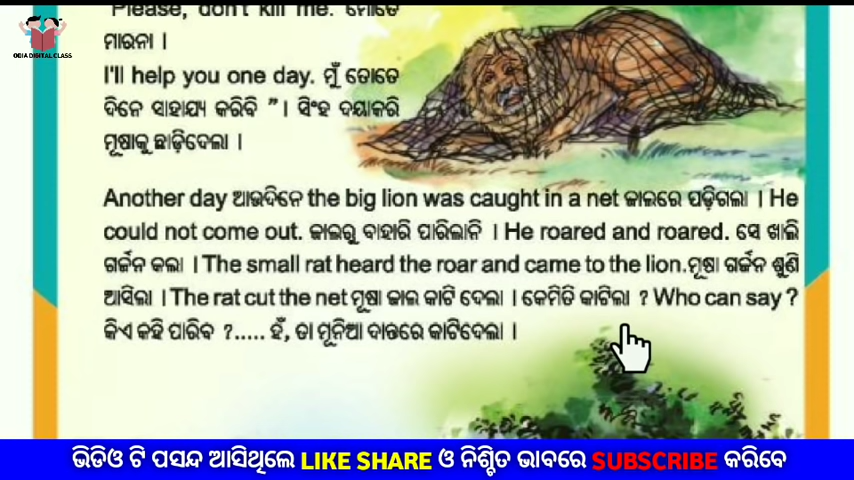 "Please, don't kill me. ମୋତେ
ମାରନା ।
I'll help you one day. ମୁଁ ତୋତେ
ଦିନେ ସାହାଯ୍ୟ କରିବି " । ସିଂହ ଦୟାକରି
ମୂଷାକୁ ଛାଡ଼ିଦେଲା ।
Another day ଆଉଦିନେ the big lion was caught in a net ଜାଲରେ ପଡ଼ିଗଲା । He
could not come out. ଜାଲରୁ ବାହାରି ପାରିଲାନି । He roared and roared. ସେ ଖାଲି
ଗର୍ଜନ କଲା । The small rat heard the roar and came to the lion.ମୂଷା ଗର୍ଜନ ଶୁଣି
ଆସିଲା । The rat cut the net ମୂଷା ଜାଲ କାଟି ଦେଲା । କେମିତି କାଟିଲା ? Who can say ?
କିଏ କହି ପାରିବ ?..... ହଁ, ତା ମୂନିଆ ଦାନ୍ତରେ କାଟିଦେଲା ।
ODIA DIGITAL CLASS
ଭିଡିଓ ଟି ପସନ୍ଦ ଆସିଥିଲେ LIKE SHARE ଓ ନିଶ୍ଚିତ ଭାବରେ SUBSCRIBE କରିବେ